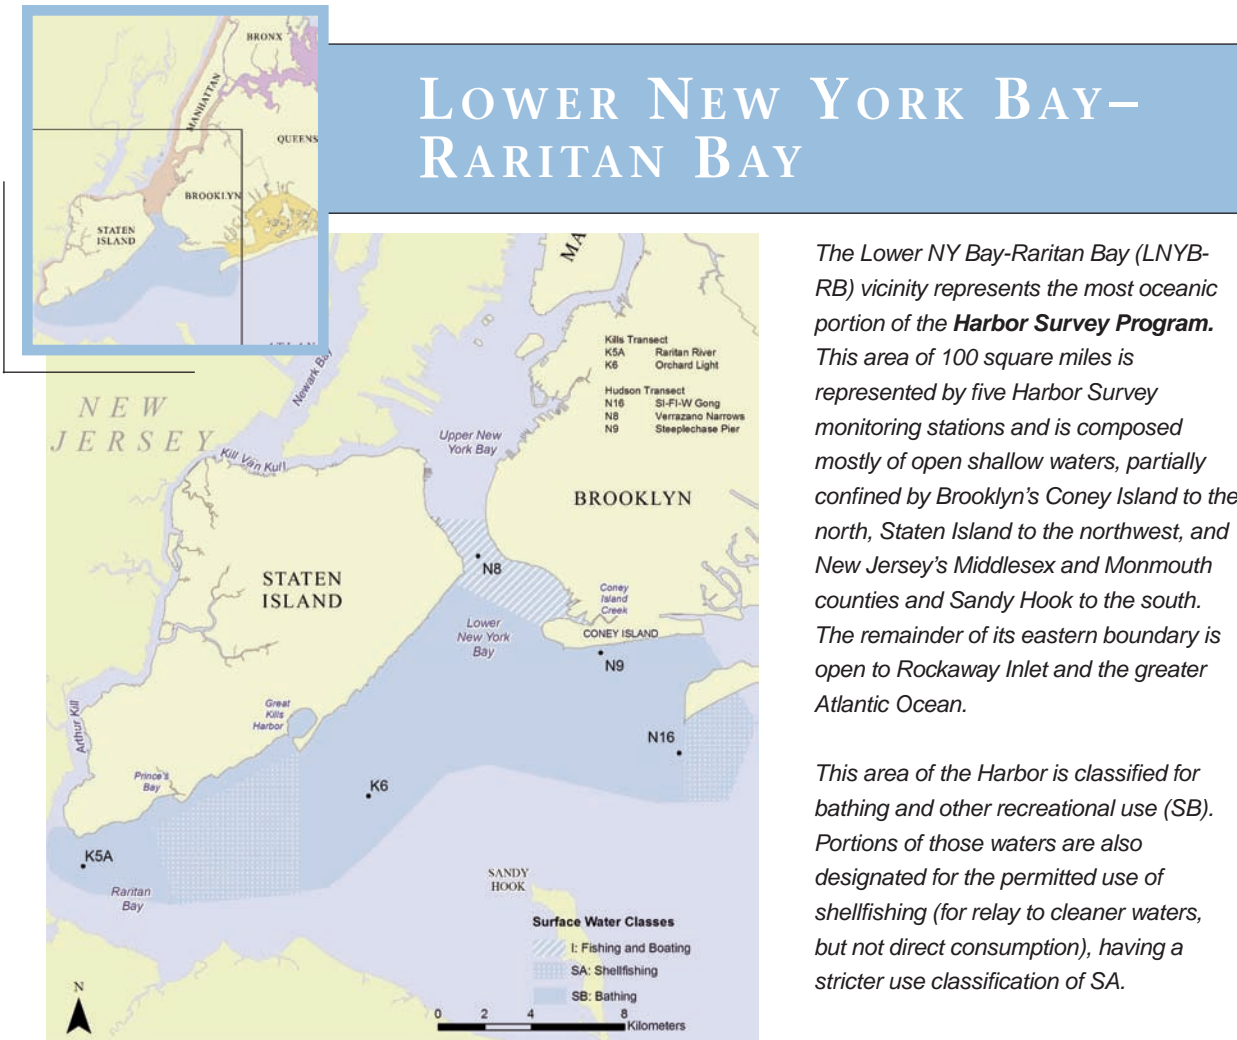 BRONX
MANHATTAN
QUEENS
BROOKLYN
STATEN
ISLAND
LOWER NEW YORK BAY–
RARITAN BAY
MA
Kills Transect
K5A Raritan River
K6 Orchard Light
Hudson Transect
N16 SI-FI-W Gong
N8 Verrazano Narrows
N9 Steeplechase Pier
Newark Bay
NEW
JERSEY
Upper New
York Bay
Kill Van Kull
BROOKLYN
STATEN
ISLAND
N8
Coney
Island
Creek
Lower
New York
Bay
CONEY ISLAND
N9
Great
Kills
Harbor
Arthur Kill
N16
Prince's
Bay
K6
K5A
Raritan
Bay
SANDY
HOOK
Surface Water Classes
I: Fishing and Boating
SA: Shellfishing
SB: Bathing
N
0 2 4 8
Kilometers
The Lower NY Bay-Raritan Bay (LNYB-
RB) vicinity represents the most oceanic
portion of the Harbor Survey Program.
This area of 100 square miles is
represented by five Harbor Survey
monitoring stations and is composed
mostly of open shallow waters, partially
confined by Brooklyn's Coney Island to the
north, Staten Island to the northwest, and
New Jersey's Middlesex and Monmouth
counties and Sandy Hook to the south.
The remainder of its eastern boundary is
open to Rockaway Inlet and the greater
Atlantic Ocean.
This area of the Harbor is classified for
bathing and other recreational use (SB).
Portions of those waters are also
designated for the permitted use of
shellfishing (for relay to cleaner waters,
but not direct consumption), having a
stricter use classification of SA.